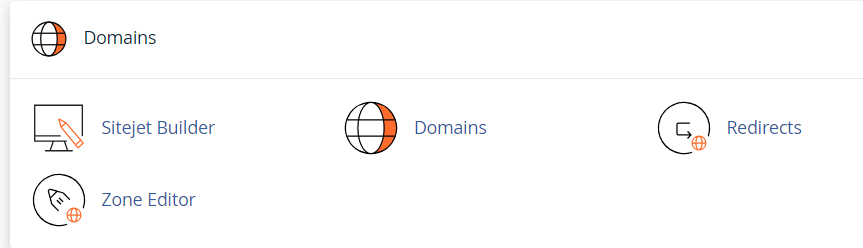 Domains
Sitejet Builder
Domains
Redirects
Zone Editor